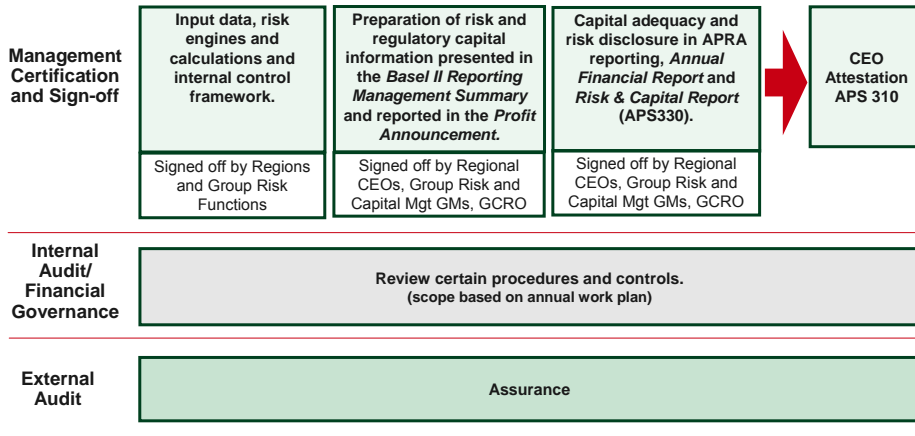 Management
Certification
and Sign-off
Input data, risk
engines and
calculations and
internal control
framework.
Signed off by Regions
and Group Risk
Functions
Preparation of risk and
regulatory capital
information presented in
the Basel II Reporting
Management Summary
and reported in the Profit
Announcement.
Signed off by Regional
CEOs, Group Risk and
Capital Mgt GMs, GCRO
Capital adequacy and
risk disclosure in APRA
reporting, Annual
Financial Report and
Risk & Capital Report
(APS330).
Signed off by Regional
CEOs, Group Risk and
Capital Mgt GMs, GCRO
CEO
Attestation
APS 310
Internal
Audit/
Financial
Governance
Review certain procedures and controls.
(scope based on annual work plan)
External
Audit
Assurance